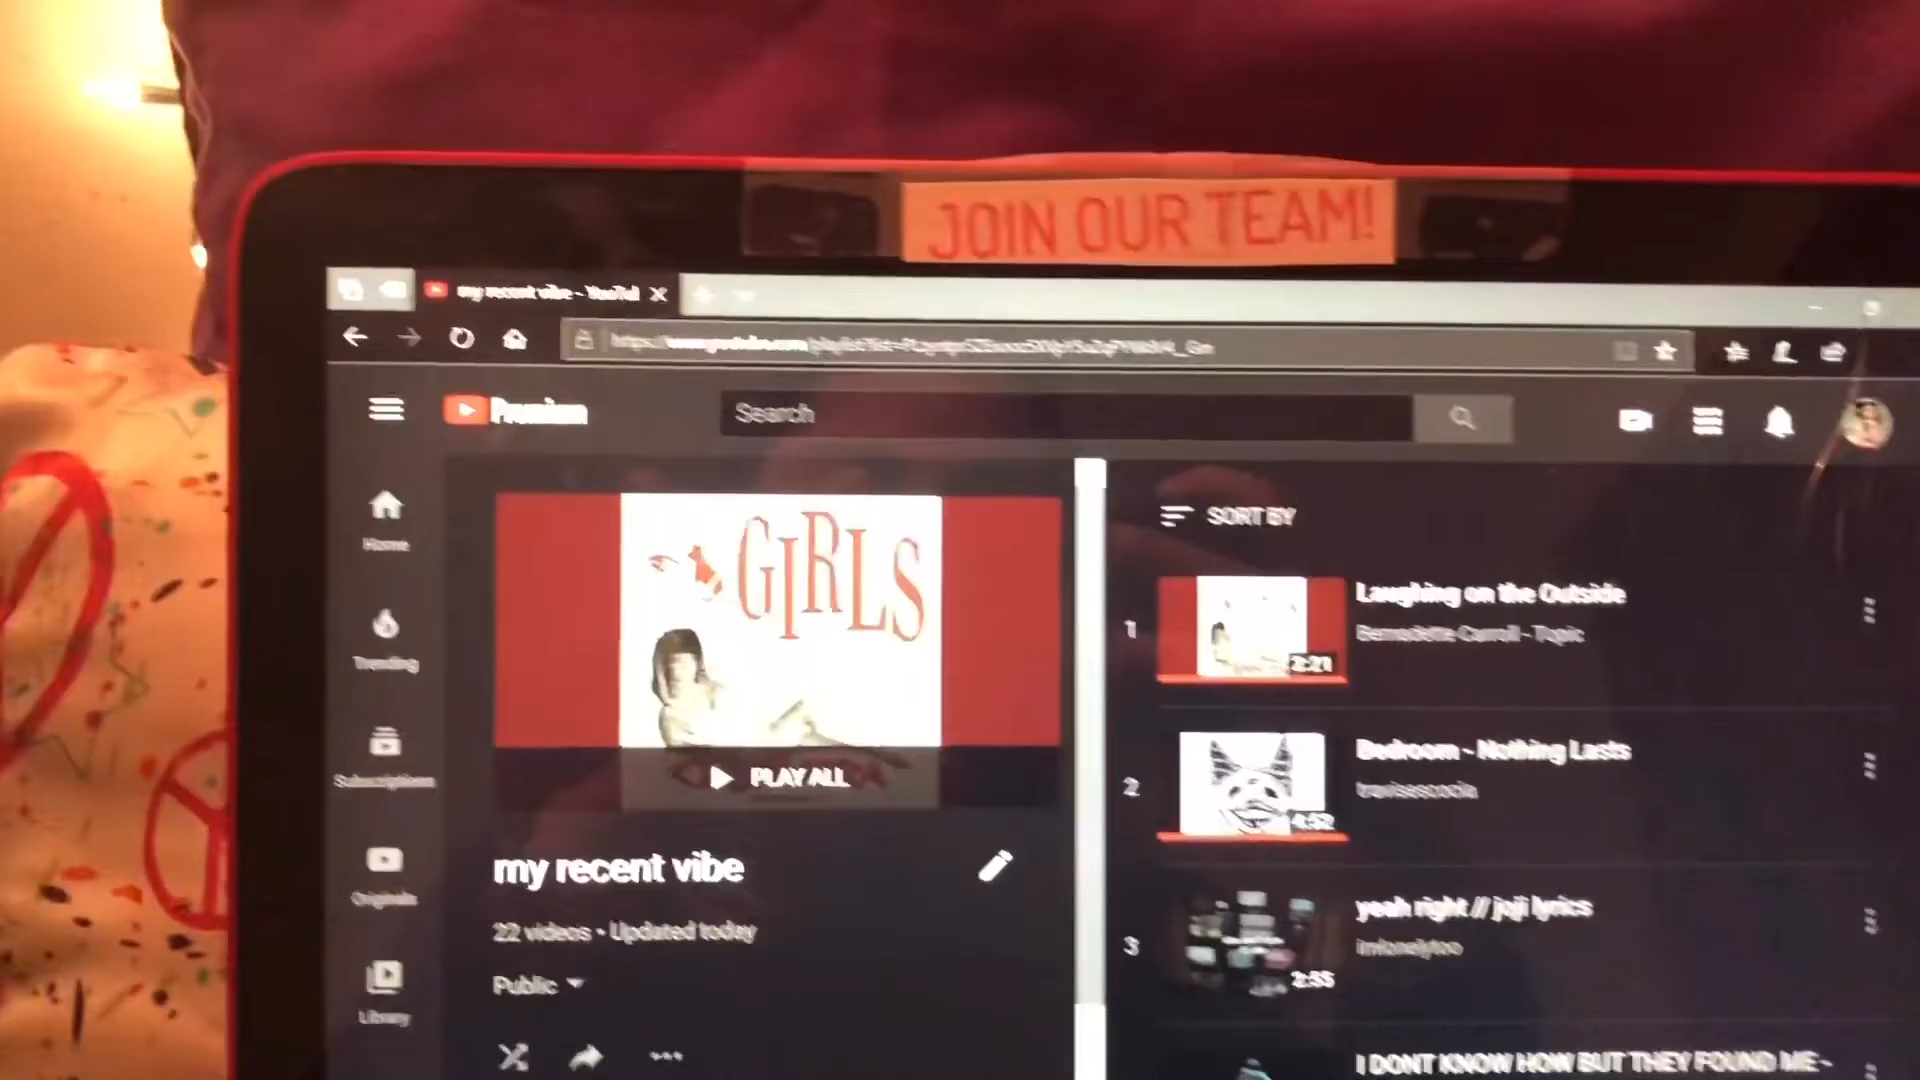 JOIN OUR TEAM!
my recent vibe - YouTu
Premium
Search
Home
Trending
Subscriptions
Originals
Library
GIRLS
PLAY ALL
my recent vibe
22 videos • Updated today
Public
SORT BY
1
Laughing on the Outside
Bernadette Carroll - Topic
2:21
2
Bedroom - Nothing Lasts
4:52
3
yeah right // joji lyrics
imlonelytoo
2:55
I DONT KNOW HOW BUT THEY FOUND ME -